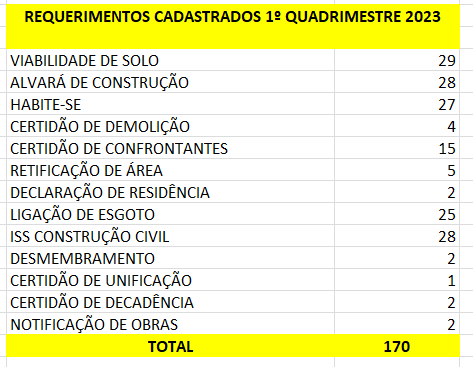 REQUERIMENTOS CADASTRADOS 1º QUADRIMESTRE 2023
VIABILIDADE DE SOLO 29
ALVARÁ DE CONSTRUÇÃO 28
HABITE-SE 27
CERTIDÃO DE DEMOLIÇÃO 4
CERTIDÃO DE CONFRONTANTES 15
RETIFICAÇÃO DE ÁREA 5
DECLARAÇÃO DE RESIDÊNCIA 2
LIGAÇÃO DE ESGOTO 25
ISS CONSTRUÇÃO CIVIL 28
DESMEMBRAMENTO 2
CERTIDÃO DE UNIFICAÇÃO 1
CERTIDÃO DE DECADÊNCIA 2
NOTIFICAÇÃO DE OBRAS 2
TOTAL 170